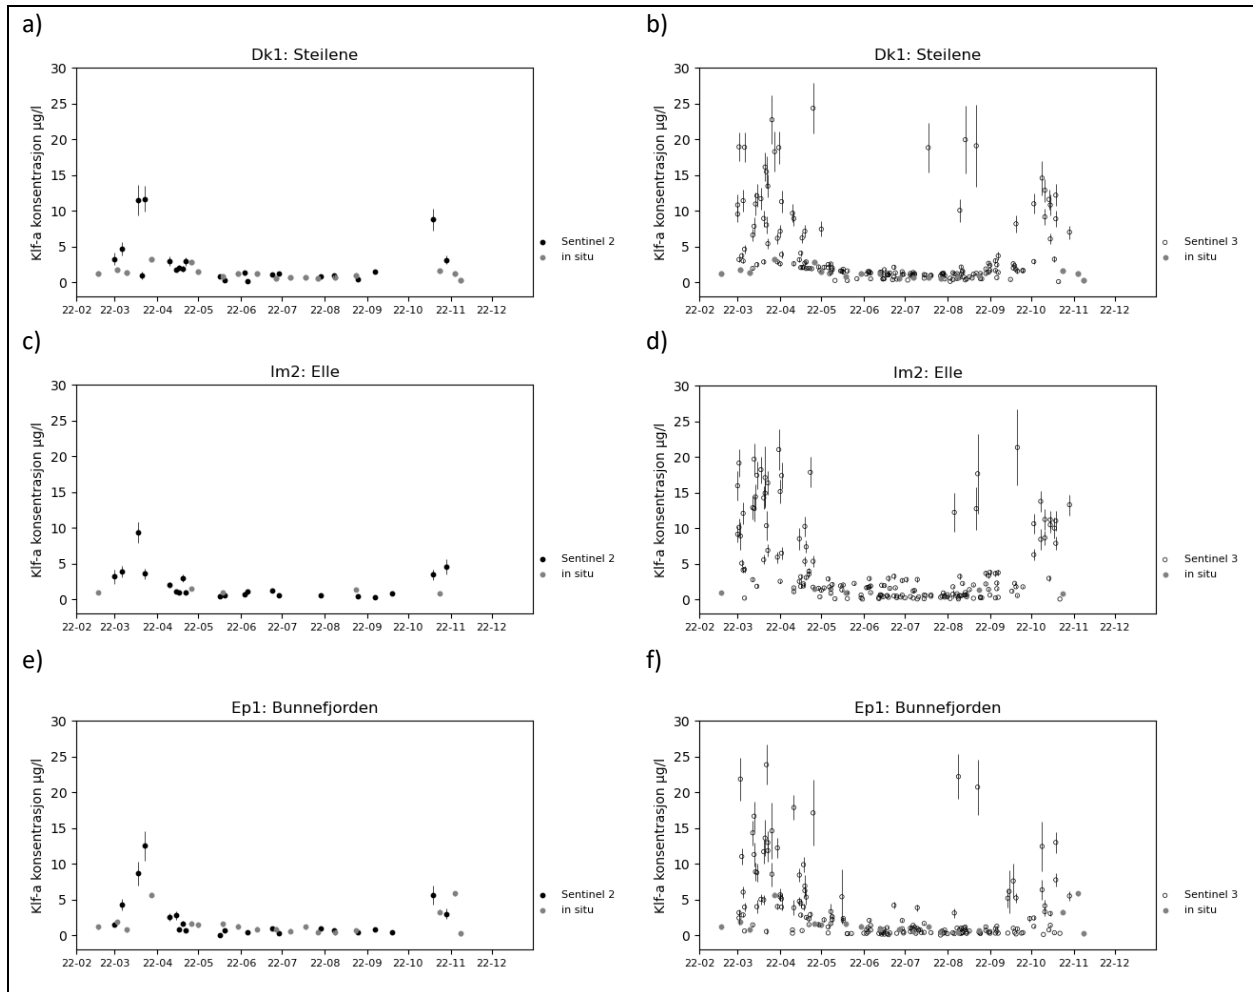 a)
Dk1: Steilene
30
25
20
15
10
5
0
Klf-a konsentrasjon µg/l
22-02 22-03 22-04 22-05 22-06 22-07 22-08 22-09 22-10 22-11 22-12
Sentinel 2
in situ
b)
Dk1: Steilene
30
25
20
15
10
5
0
Klf-a konsentrasjon µg/l
22-02 22-03 22-04 22-05 22-06 22-07 22-08 22-09 22-10 22-11 22-12
Sentinel 3
in situ
c)
Im2: Elle
30
25
20
15
10
5
0
Klf-a konsentrasjon µg/l
22-02 22-03 22-04 22-05 22-06 22-07 22-08 22-09 22-10 22-11 22-12
Sentinel 2
in situ
d)
Im2: Elle
30
25
20
15
10
5
0
Klf-a konsentrasjon µg/l
22-02 22-03 22-04 22-05 22-06 22-07 22-08 22-09 22-10 22-11 22-12
Sentinel 3
in situ
e)
Ep1: Bunnefjorden
30
25
20
15
10
5
0
Klf-a konsentrasjon µg/l
22-02 22-03 22-04 22-05 22-06 22-07 22-08 22-09 22-10 22-11 22-12
Sentinel 2
in situ
f)
Ep1: Bunnefjorden
30
25
20
15
10
5
0
Klf-a konsentrasjon µg/l
22-02 22-03 22-04 22-05 22-06 22-07 22-08 22-09 22-10 22-11 22-12
Sentinel 3
in situ